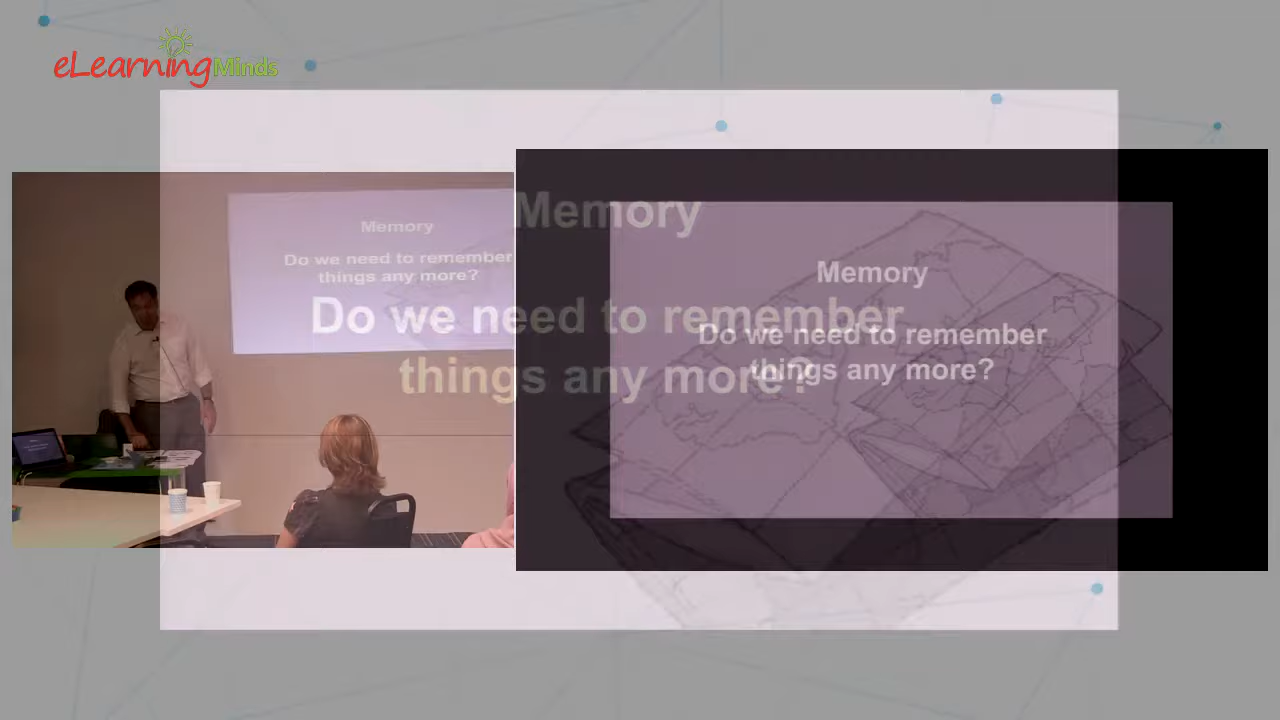 eLearningMinds
Memory
Do we need to remember
things any more?
Memory
Do we need to remember
things any more?
Memory
Do we need to remember
things any more?